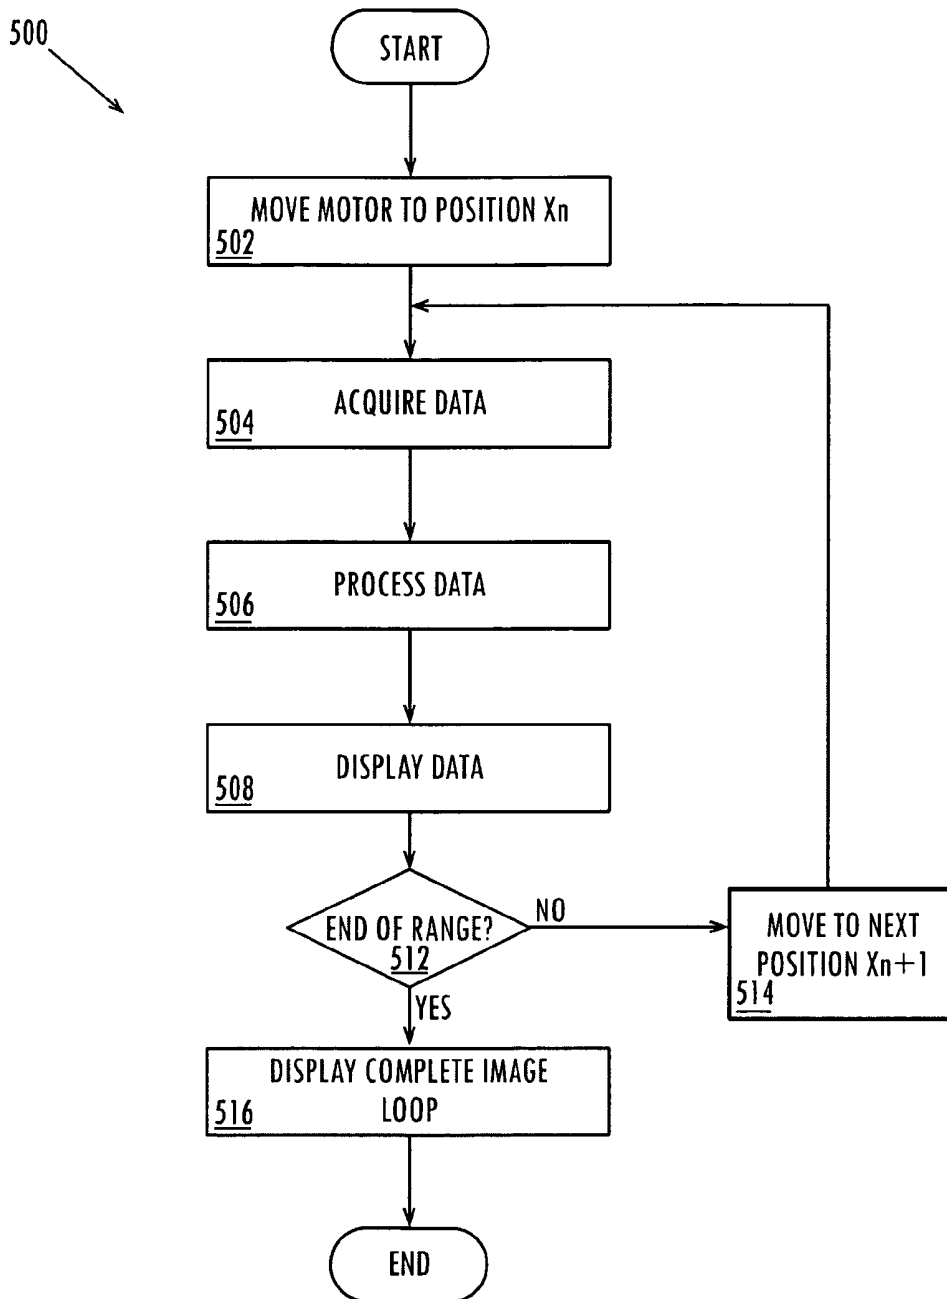 500
START
MOVE MOTOR TO POSITION Xn
502
ACQUIRE DATA
504
PROCESS DATA
506
DISPLAY DATA
508
END OF RANGE?
512
NO
MOVE TO NEXT
POSITION Xn+1
514
YES
DISPLAY COMPLETE IMAGE
LOOP
516
END